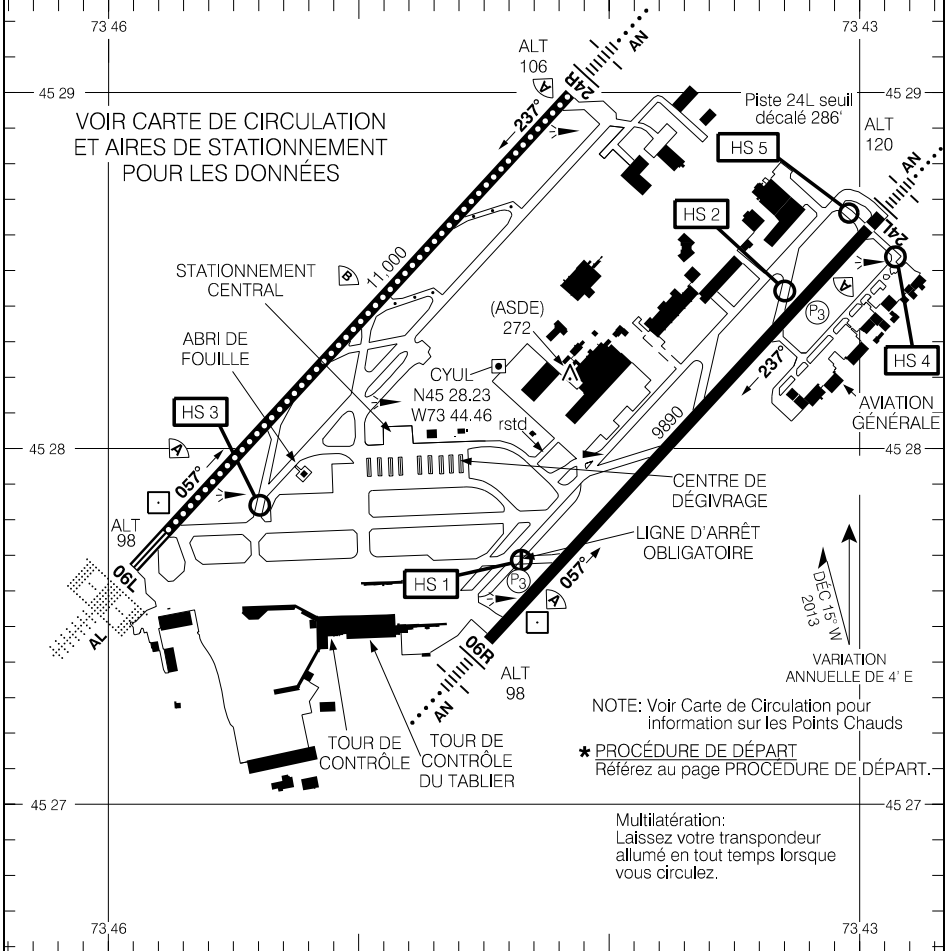 73 46
73 43
45 29
45 29
ALT
106
AN
24R
A
237°
VOIR CARTE DE CIRCULATION
ET AIRES DE STATIONNEMENT
POUR LES DONNÉES
Piste 24L seuil
décalé 286'
ALT
120
AN
24L
HS 5
HS 2
HS 4
A
P3
237°
AVIATION
GÉNÉRALE
11,000
B
STATIONNEMENT
CENTRAL
ABRI DE
FOUILLE
(ASDE)
272
CYUL
N45 28.23
W73 44.46
rstd
9890
HS 3
A
057°
45 28
45 28
CENTRE DE
DÉGIVRAGE
LIGNE D'ARRÊT
OBLIGATOIRE
ALT
98
06L
AL
HS 1
P3
057°
A
06R
AN
ALT
98
DÉC 15° W
2013
VARIATION
ANNUELLE DE 4' E
TOUR DE
CONTRÔLE
TOUR DE
CONTRÔLE
DU TABLIER
NOTE: Voir Carte de Circulation pour
information sur les Points Chauds
* PROCÉDURE DE DÉPART
Référez au page PROCÉDURE DE DÉPART.
45 27
45 27
Multilatération:
Laissez votre transpondeur
allumé en tout temps lorsque
vous circulez.
73 46
73 43